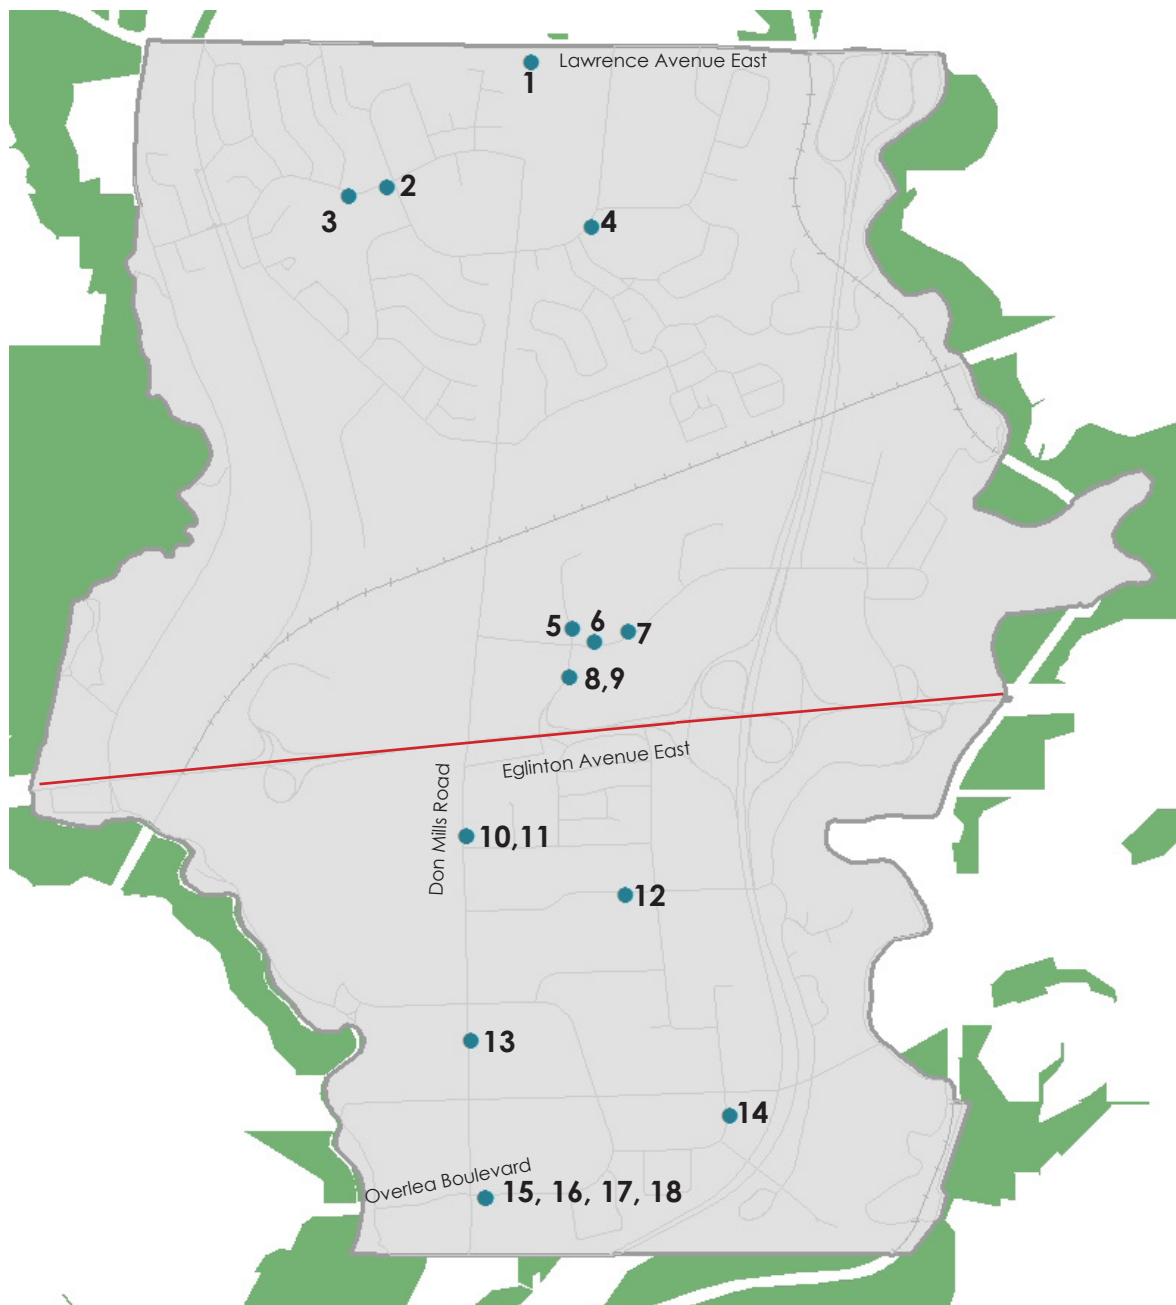 Lawrence Avenue East
1
2
3
4
5
6
7
8,9
Eglinton Avenue East
Don Mills Road
10,11
12
13
14
Overlea Boulevard
15, 16, 17, 18